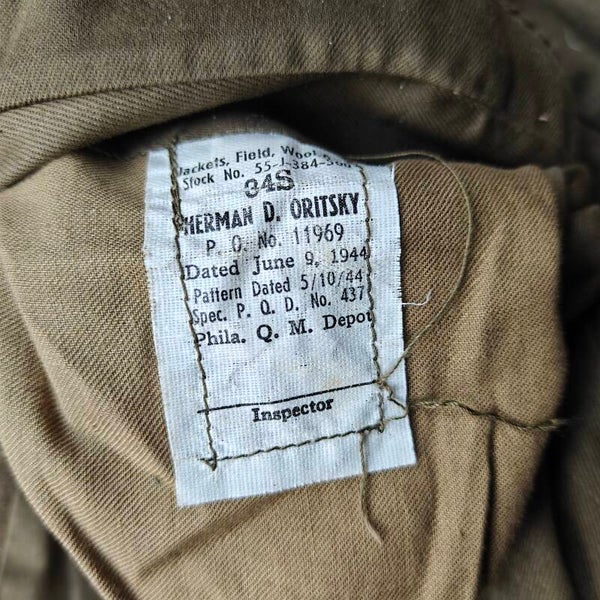 Jackets, Field, Wool
Stock No. 55-J-384-
34S
HERMAN D. ORITSKY
P. O. No. 11969
Dated June 9, 1944
Pattern Dated 5/10/44
Spec. P. Q. D. No. 437
Phila. Q. M. Depot
Inspector